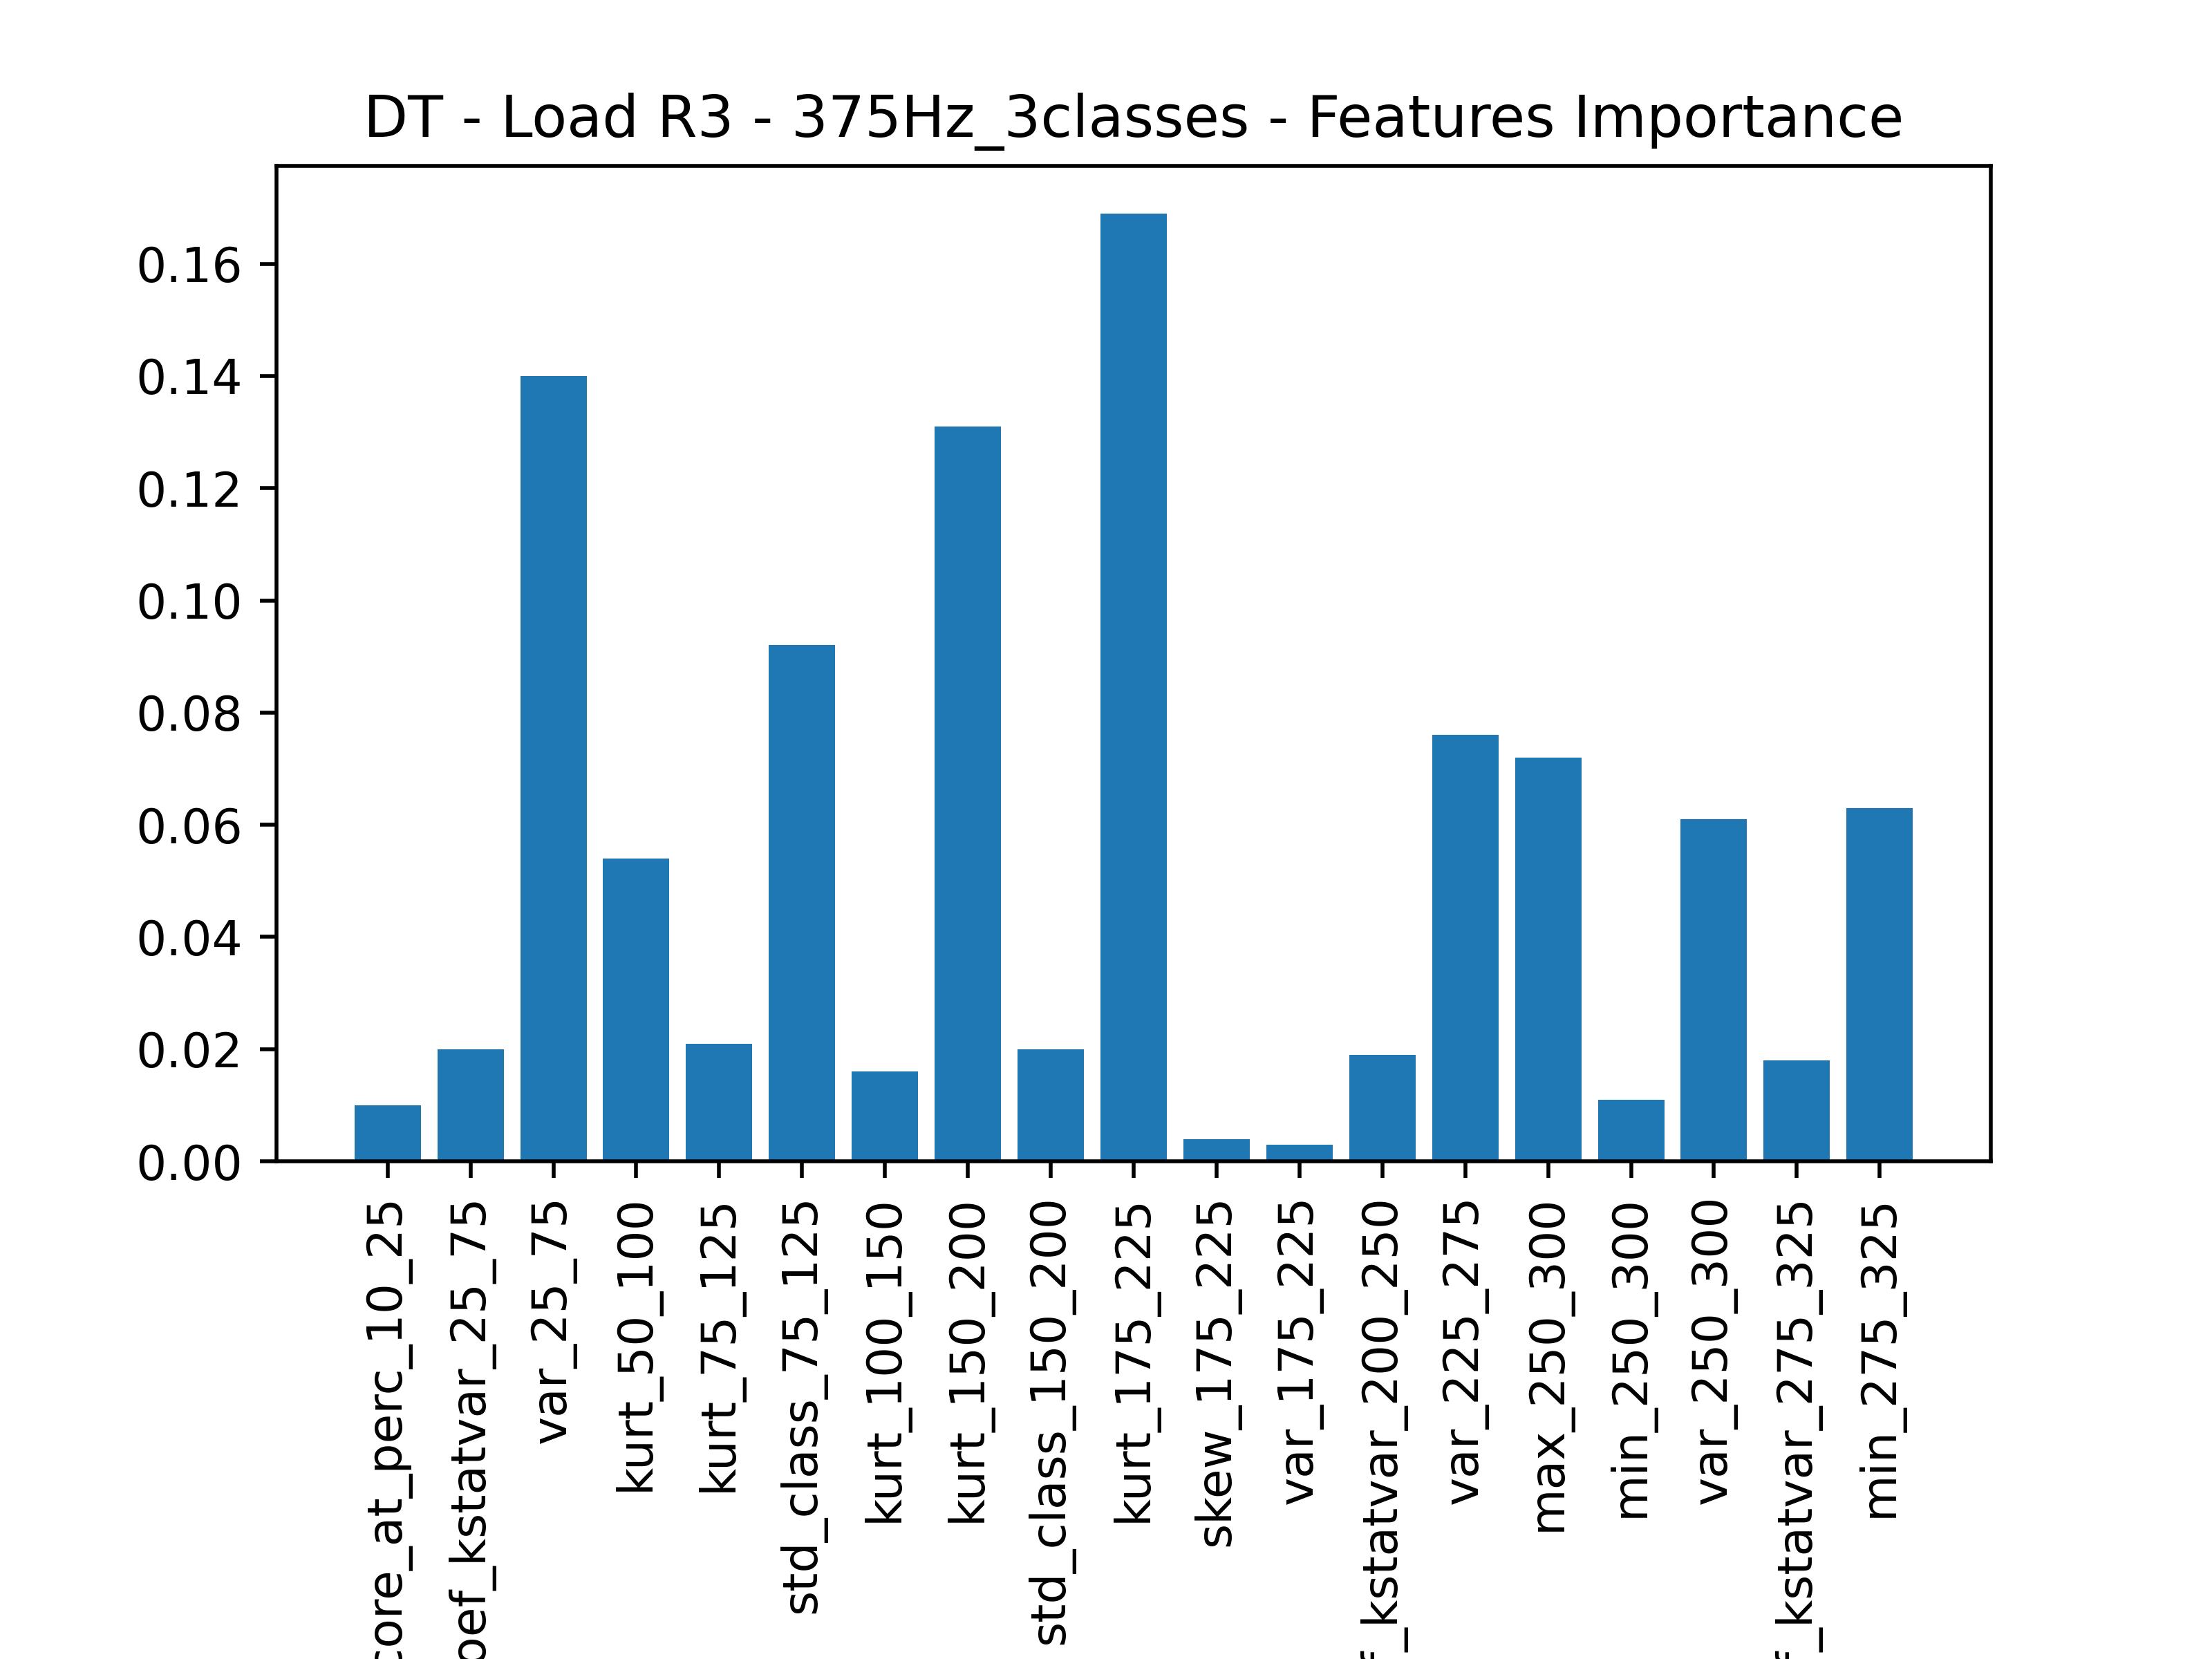 DT - Load R3 - 375Hz_3classes - Features Importance
0.16
0.14
0.12
0.10
0.08
0.06
0.04
0.02
0.00
core_at_perc_10_25
oef_kstatvar_25_75
var_25_75
kurt_50_100
kurt_75_125
std_class_75_125
kurt_100_150
kurt_150_200
std_class_150_200
kurt_175_225
skew_175_225
var_175_225
f_kstatvar_200_250
var_225_275
max_250_300
min_250_300
var_250_300
f_kstatvar_275_325
min_275_325